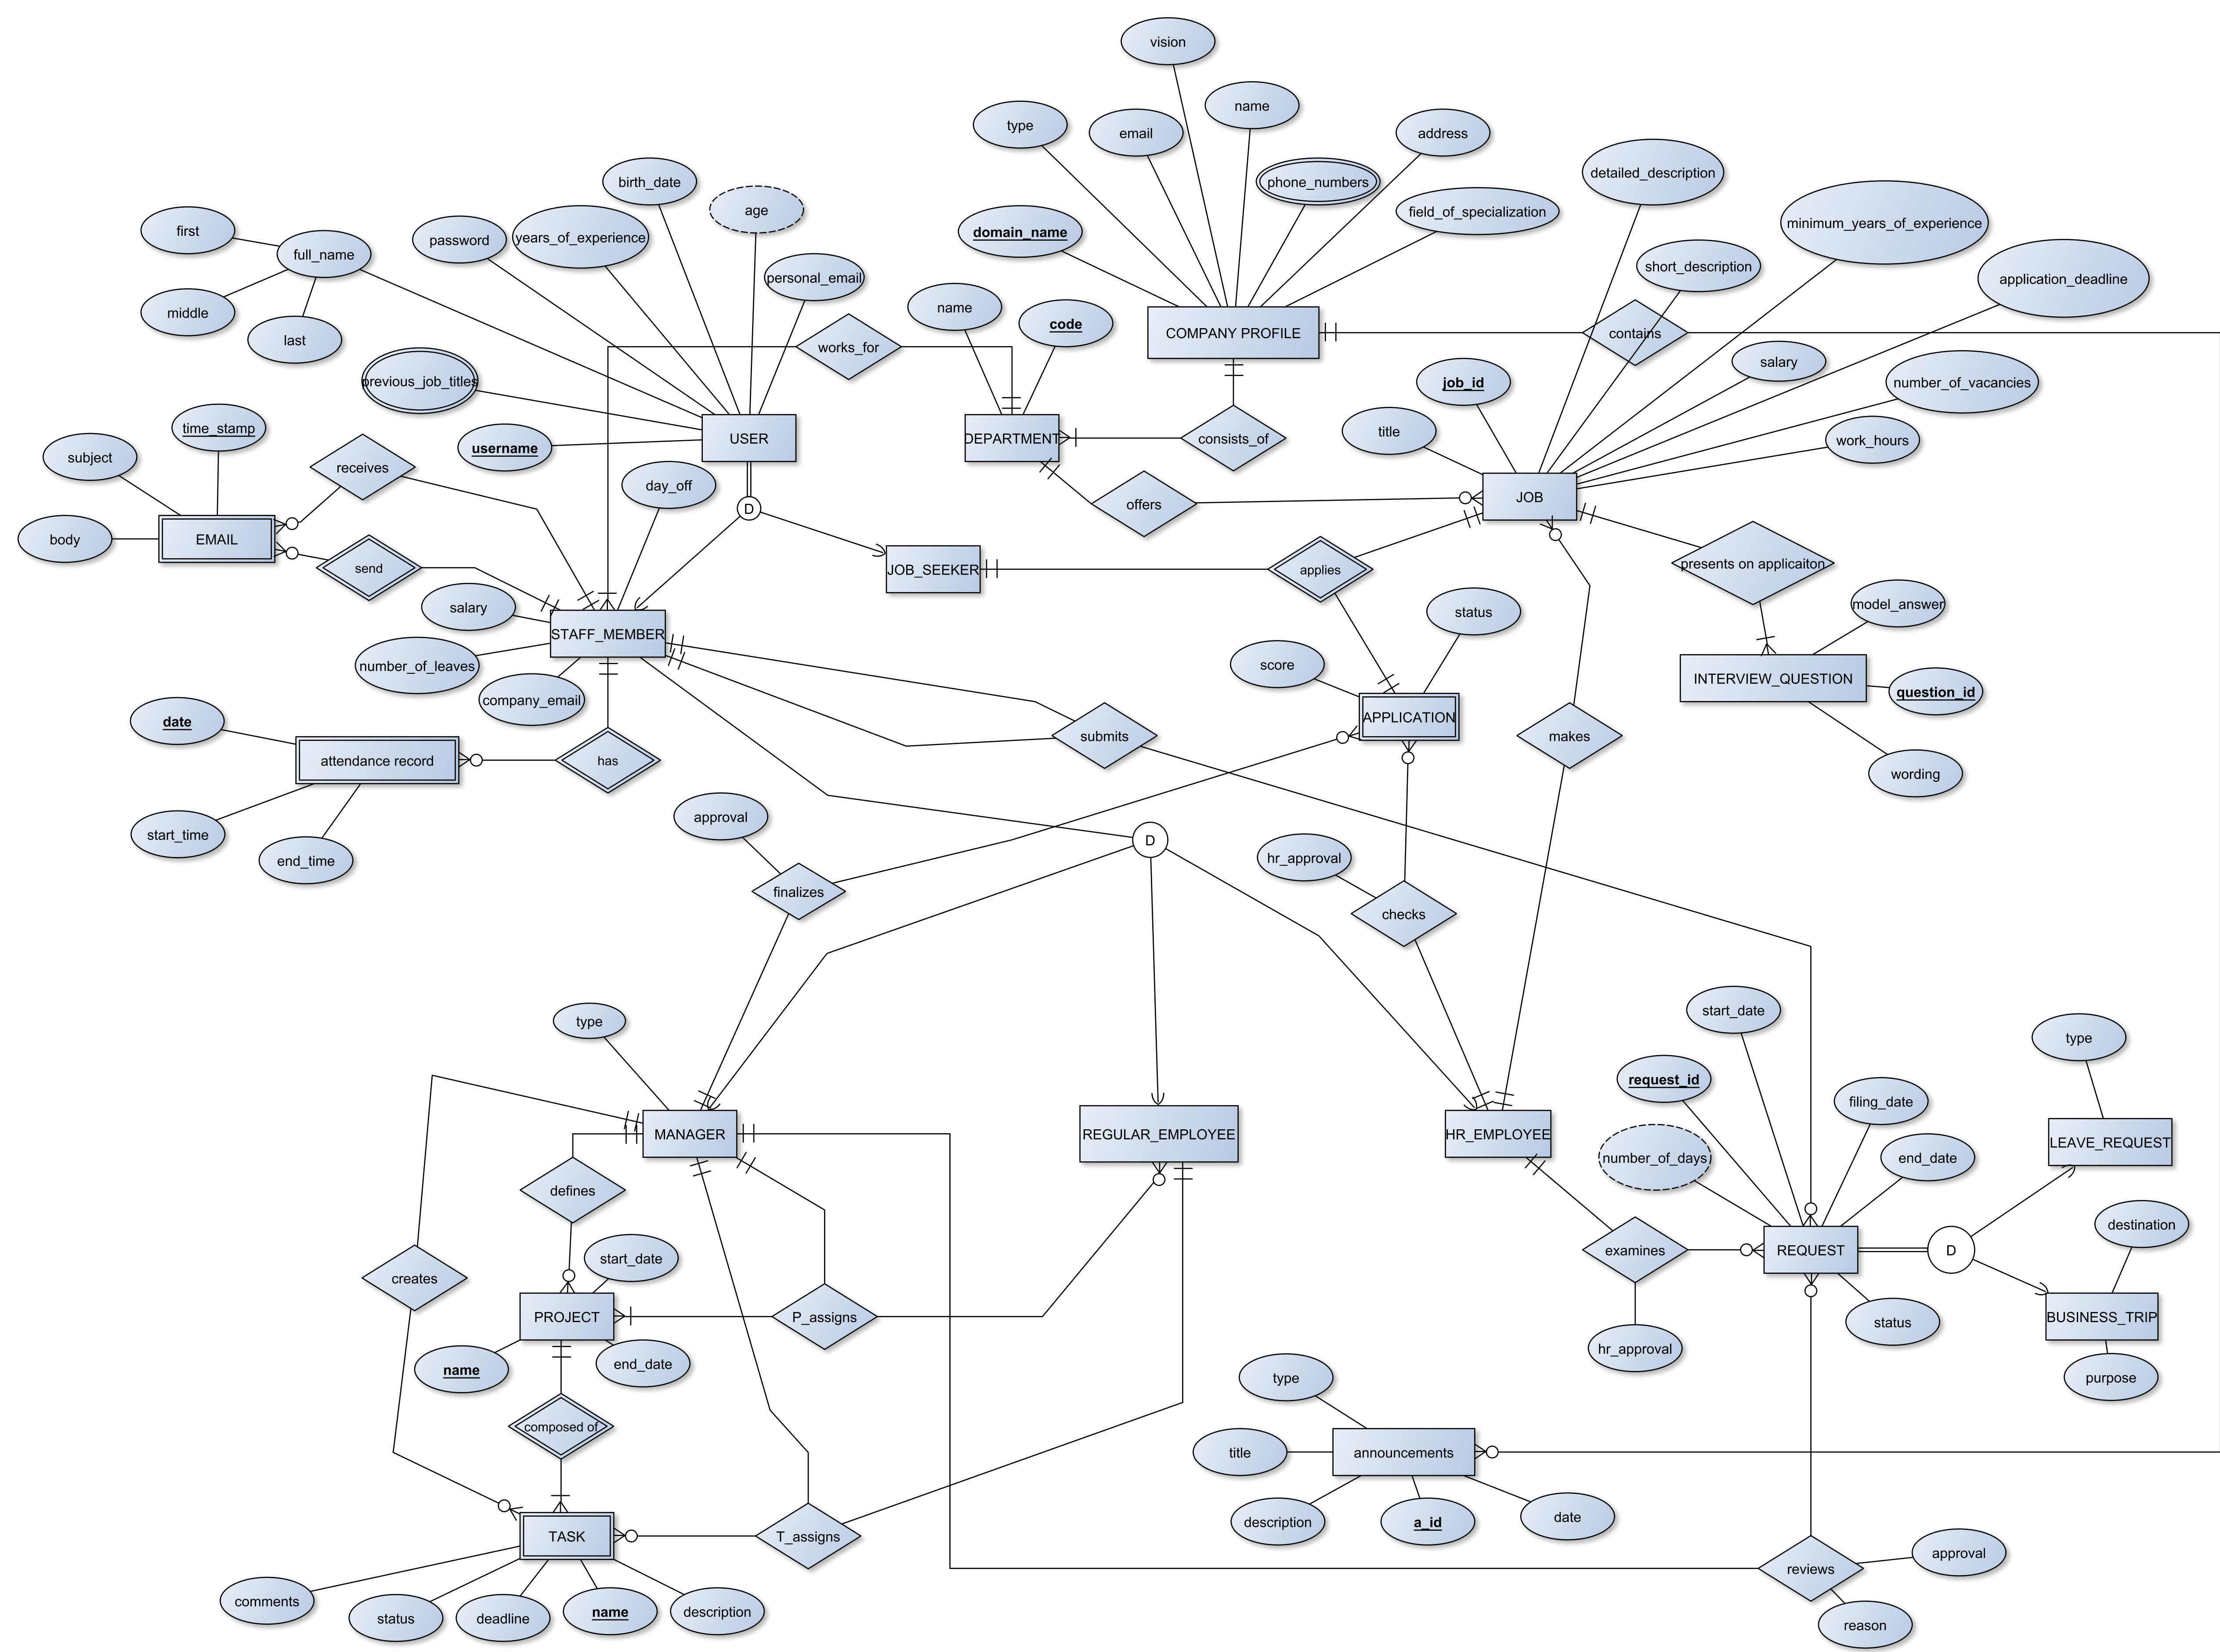 vision
name
type
email
address
phone_numbers
detailed_description
birth_date
age
field_of_specialization
minimum_years_of_experience
first
full_name
password
years_of_experience
domain_name
short_description
application_deadline
personal_email
middle
last
name
code
COMPANY PROFILE
contains
works_for
salary
previous_job_titles
job_id
number_of_vacancies
time_stamp
username
USER
DEPARTMENT
consists_of
title
work_hours
subject
receives
day_off
offers
JOB
D
body
EMAIL
send
JOB_SEEKER
applies
presents on applicaiton
salary
status
model_answer
STAFF_MEMBER
number_of_leaves
score
INTERVIEW_QUESTION
question_id
company_email
date
APPLICATION
submits
makes
attendance record
has
wording
start_time
end_time
approval
D
hr_approval
finalizes
checks
type
start_date
type
request_id
filing_date
MANAGER
REGULAR_EMPLOYEE
HR_EMPLOYEE
number_of_days
end_date
LEAVE_REQUEST
defines
destination
creates
start_date
examines
REQUEST
D
PROJECT
P_assigns
status
BUSINESS_TRIP
name
end_date
hr_approval
type
purpose
composed of
title
announcements
description
a_id
date
TASK
T_assigns
approval
reviews
comments
status
deadline
name
description
reason